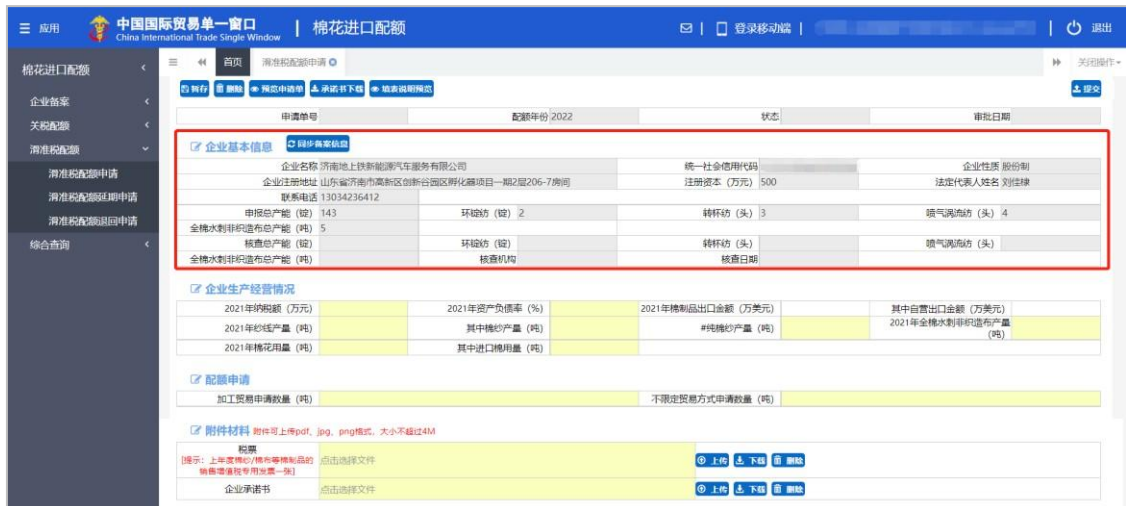 应用 中国国际贸易单一窗口 | 棉花进口配额 登录移动端 退出
China International Trade Single Window
棉花进口配额
企业备案
关税配额
滑准税配额
滑准税配额申请
滑准税配额延期申请
滑准税配额退回申请
综合查询
首页 滑准税配额申请 关闭操作
暂存 删除 预览申请单 承诺书下载 填表说明预览 提交
申请单号 配额年份 2022 状态 审批日期
企业基本信息 同步备案信息
企业名称 济南地上铁新能源汽车服务有限公司 统一社会信用代码 企业性质 股份制
企业注册地址 山东省济南市高新区创新谷园区孵化器项目一期2层206-7房间 注册资本（万元） 500 法定代表人姓名
联系电话 13034236412
申报总产能（锭） 143 环锭纺（锭） 2 转杯纺（头） 3 喷气涡流纺（头） 4
全棉水刺非织造布总产能（吨） 5
核查总产能（锭） 环锭纺（锭） 转杯纺（头） 喷气涡流纺（头）
全棉水刺非织造布总产能（吨） 核查机构 核查日期
企业生产经营情况
2021年纳税额（万元） 2021年资产负债率（%） 2021年棉制品出口金额（万美元） 其中自营出口金额（万美元）
2021年纱线产量（吨） 其中棉纱产量（吨） #纯棉纱产量（吨） 2021年全棉水刺非织造布产量
（吨）
2021年棉花用量（吨） 其中进口棉用量（吨）
配额申请
加工贸易申请数量（吨） 不限定贸易方式申请数量（吨）
附件材料 附件可上传pdf、jpg、png格式，大小不超过4M
税票
[提示：上年度棉纱/棉布等棉制品的 点击选择文件 上传 下载 删除
销售增值税专用发票一张]
企业承诺书 点击选择文件 上传 下载 删除